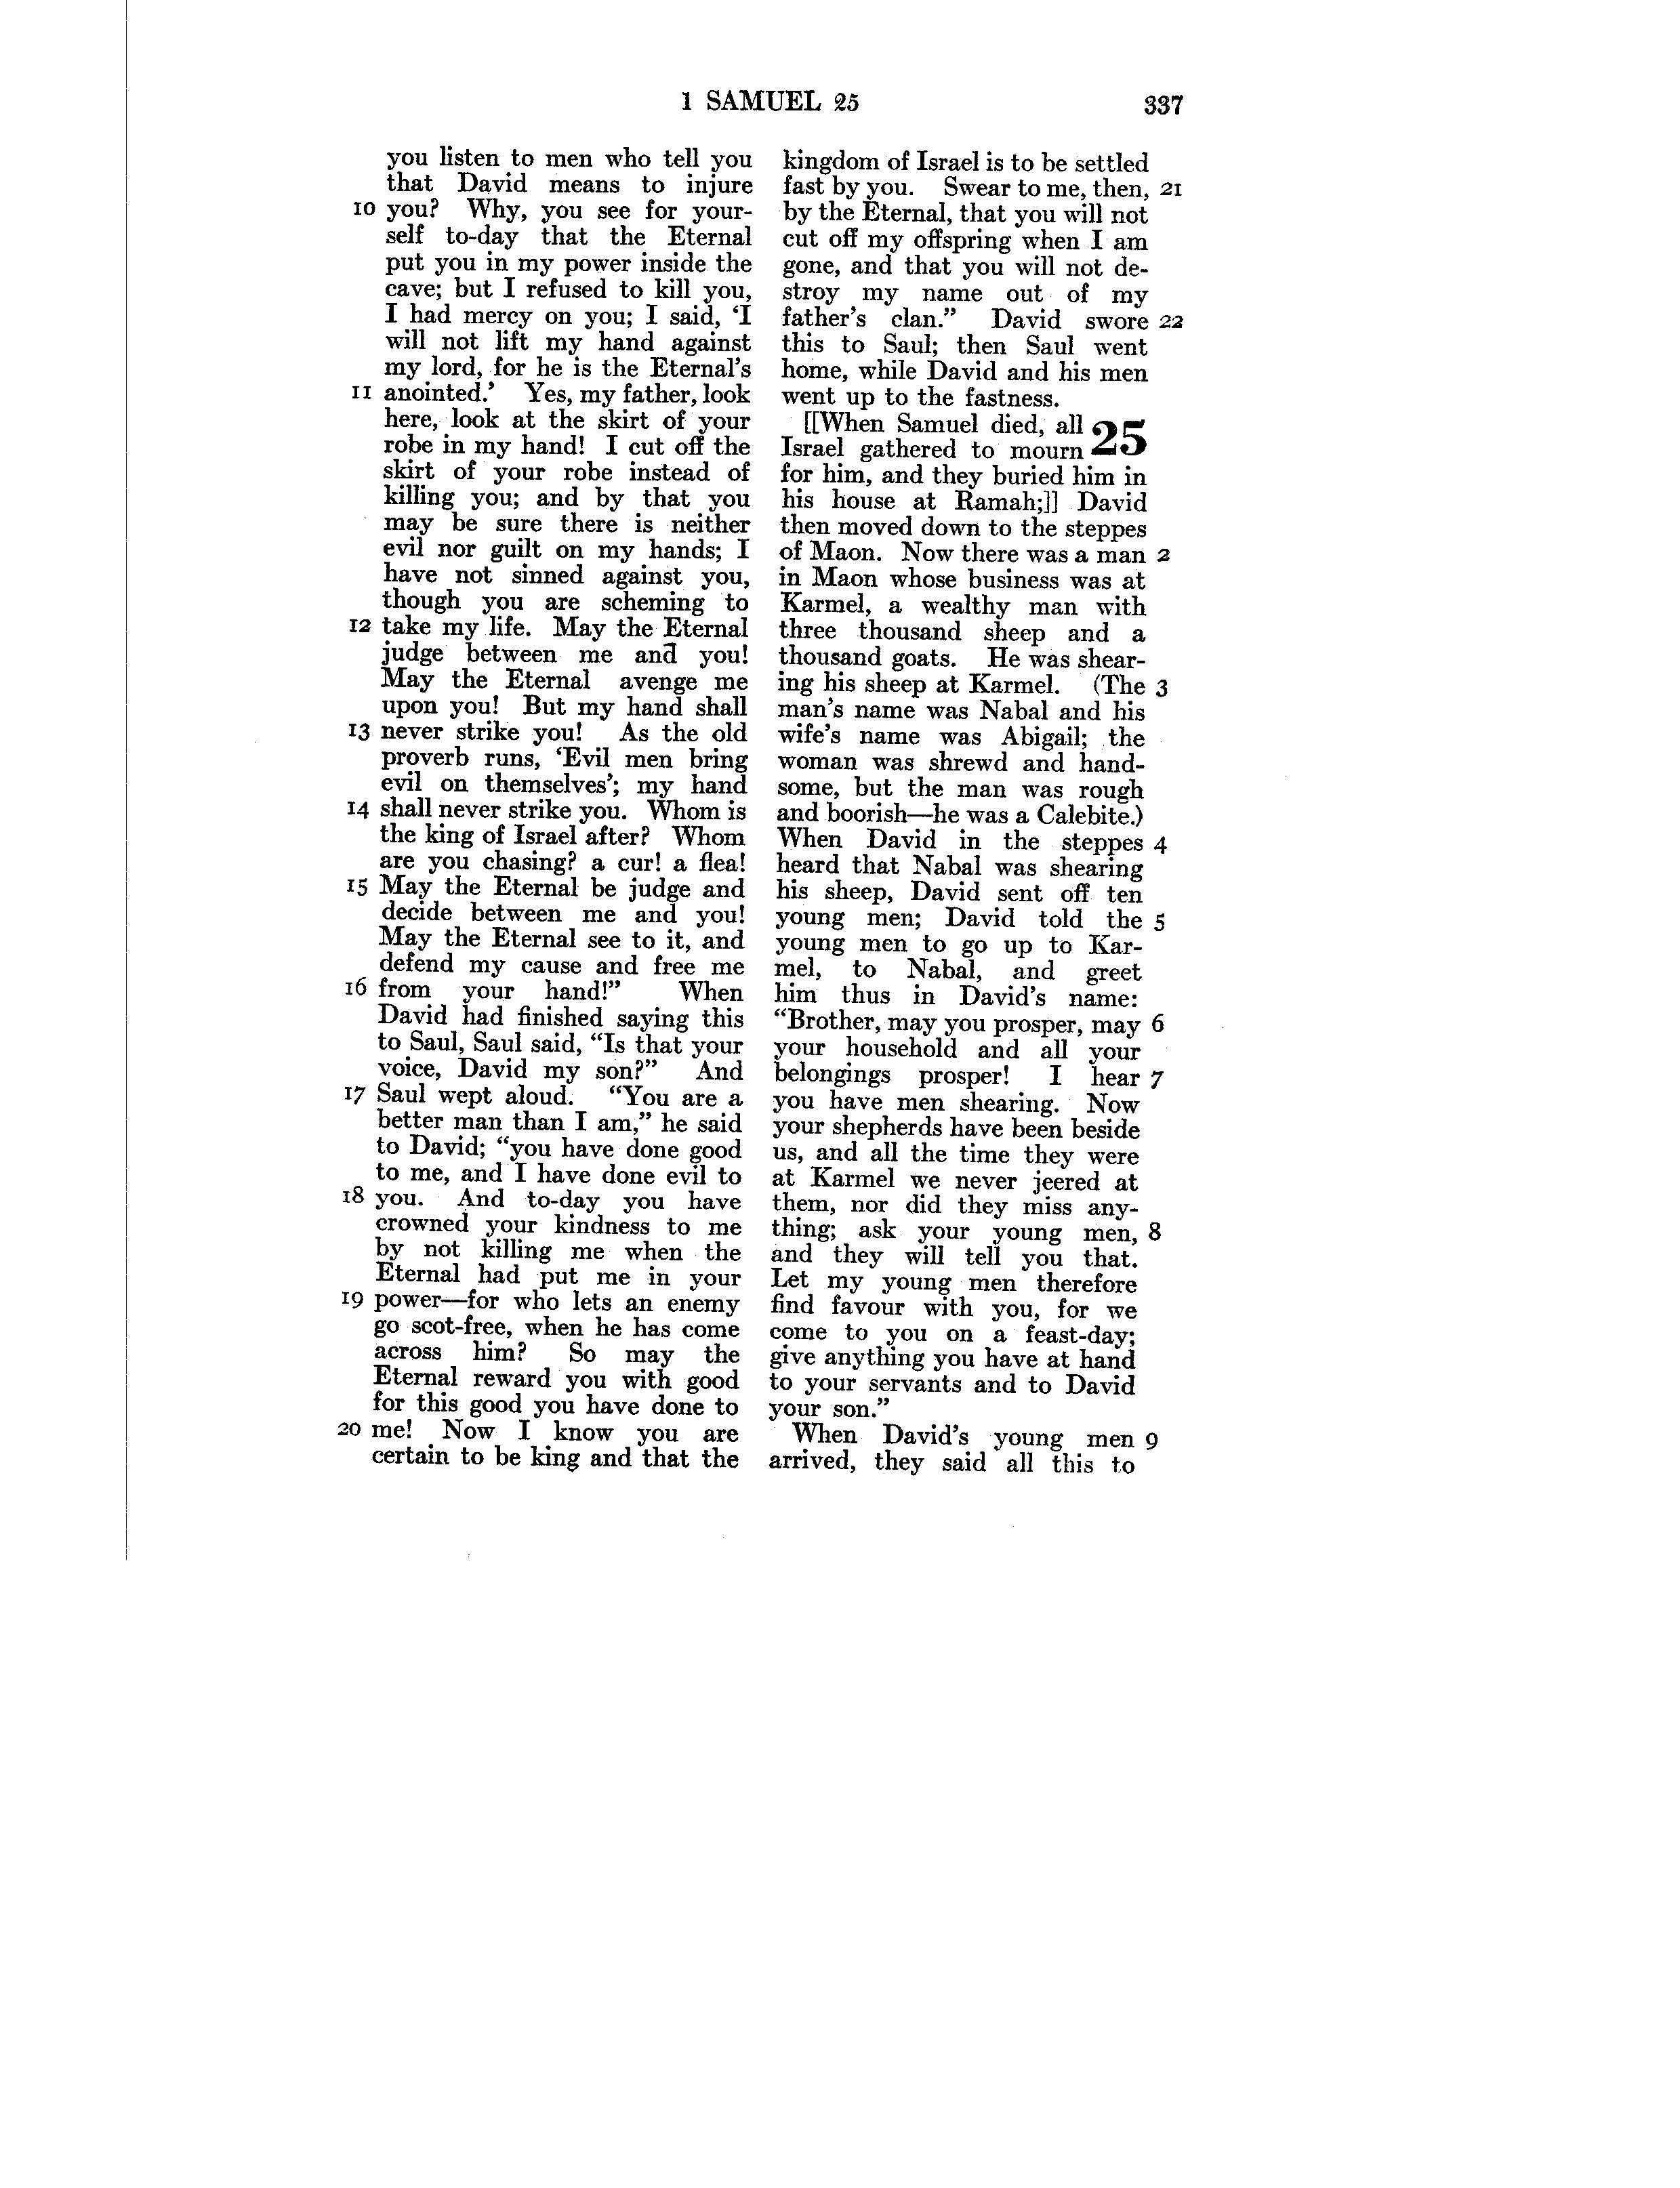 1 SAMUEL 25
337
you listen to men who tell you
that David means to injure
10 you? Why, you see for your-
self to-day that the Eternal
put you in my power inside the
cave; but I refused to kill you,
I had mercy on you; I said, ‘I
will not lift my hand against
my lord, for he is the Eternal’s
11 anointed.’ Yes, my father, look
here, look at the skirt of your
robe in my hand! I cut off the
skirt of your robe instead of
killing you; and by that you
may be sure there is neither
evil nor guilt on my hands; I
have not sinned against you,
though you are scheming to
12 take my life. May the Eternal
judge between me and you!
May the Eternal avenge me
upon you! But my hand shall
13 never strike you! As the old
proverb runs, ‘Evil men bring
evil on themselves’; my hand
14 shall never strike you. Whom is
the king of Israel after? Whom
are you chasing? a cur! a flea!
15 May the Eternal be judge and
decide between me and you!
May the Eternal see to it, and
defend my cause and free me
16 from your hand!” When
David had finished saying this
to Saul, Saul said, “Is that your
voice, David my son?” And
17 Saul wept aloud. “You are a
better man than I am,” he said
to David; “you have done good
to me, and I have done evil to
18 you. And to-day you have
crowned your kindness to me
by not killing me when the
Eternal had put me in your
19 power—for who lets an enemy
go scot-free, when he has come
across him? So may the
Eternal reward you with good
for this good you have done to
20 me! Now I know you are
certain to be king and that the
kingdom of Israel is to be settled
fast by you. Swear to me, then, 21
by the Eternal, that you will not
cut off my offspring when I am
gone, and that you will not de-
stroy my name out of my
father’s clan.” David swore 22
this to Saul; then Saul went
home, while David and his men
went up to the fastness.
[[When Samuel died, all 25
Israel gathered to mourn
for him, and they buried him in
his house at Ramah;]] David
then moved down to the steppes
of Maon. Now there was a man 2
in Maon whose business was at
Karmel, a wealthy man with
three thousand sheep and a
thousand goats. He was shear-
ing his sheep at Karmel. (The 3
man’s name was Nabal and his
wife’s name was Abigail; the
woman was shrewd and hand-
some, but the man was rough
and boorish—he was a Calebite.)
When David in the steppes 4
heard that Nabal was shearing
his sheep, David sent off ten
young men; David told the 5
young men to go up to Kar-
mel, to Nabal, and greet
him thus in David’s name:
“Brother, may you prosper, may 6
your household and all your
belongings prosper! I hear 7
you have men shearing. Now
your shepherds have been beside
us, and all the time they were
at Karmel we never jeered at
them, nor did they miss any-
thing; ask your young men, 8
and they will tell you that.
Let my young men therefore
find favour with you, for we
come to you on a feast-day;
give anything you have at hand
to your servants and to David
your son.”
When David’s young men 9
arrived, they said all this to